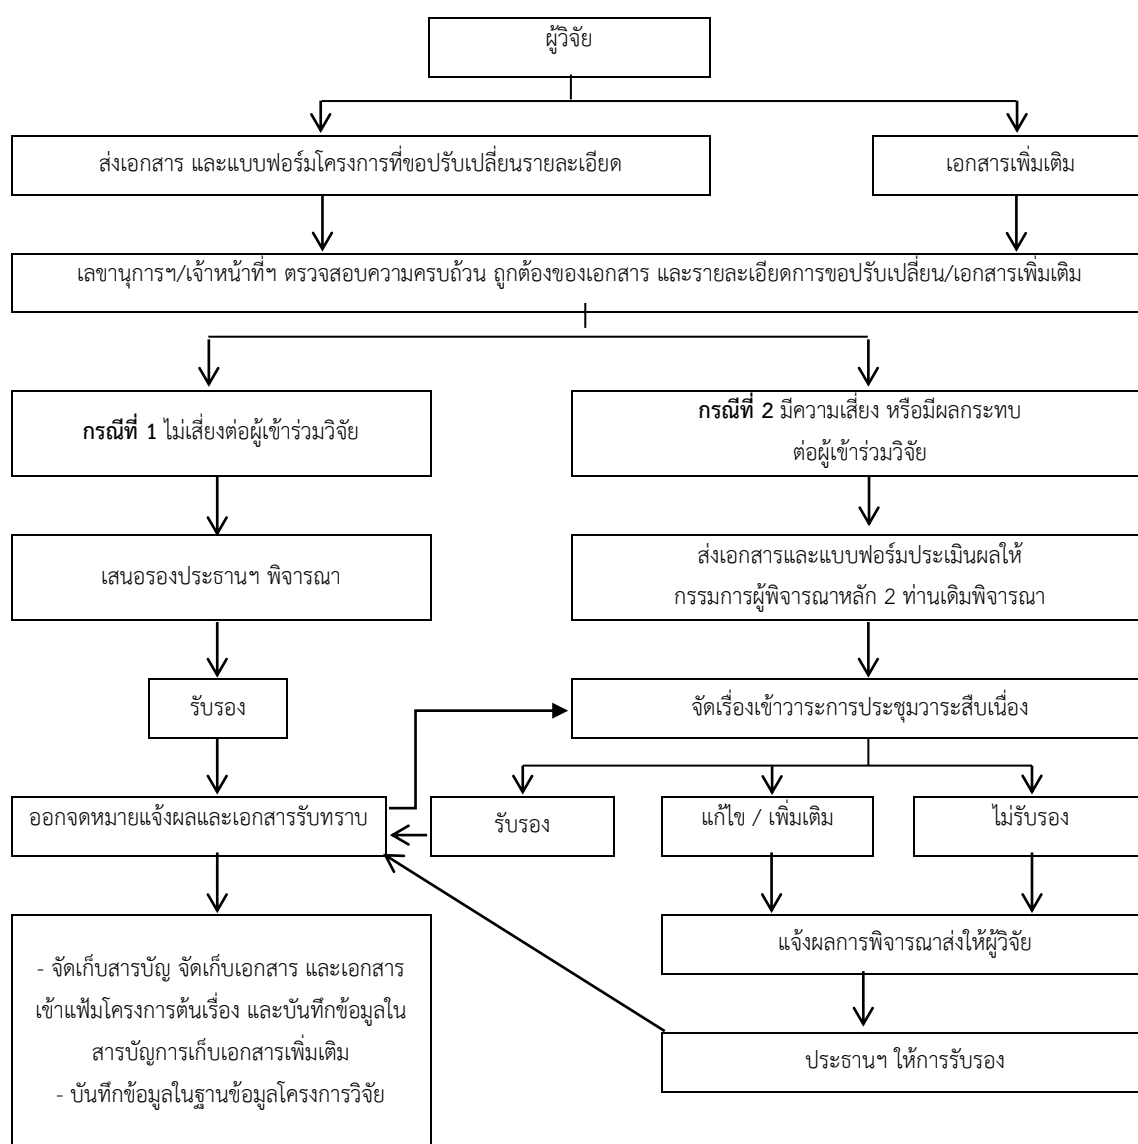 ผู้วิจัย
ส่งเอกสาร และแบบฟอร์มโครงการที่ขอปรับเปลี่ยนรายละเอียด
เอกสารเพิ่มเติม
เลขานุการฯ/เจ้าหน้าที่ฯ ตรวจสอบความครบถ้วน ถูกต้องของเอกสาร และรายละเอียดการขอปรับเปลี่ยน/เอกสารเพิ่มเติม
กรณีที่ 1 ไม่เสี่ยงต่อผู้เข้าร่วมวิจัย
กรณีที่ 2 มีความเสี่ยง หรือมีผลกระทบ
ต่อผู้เข้าร่วมวิจัย
เสนอรองประธานฯ พิจารณา
ส่งเอกสารและแบบฟอร์มประเมินผลให้
กรรมการผู้พิจารณาหลัก 2 ท่านเดิมพิจารณา
รับรอง
จัดเรื่องเข้าวาระการประชุมวาระสืบเนื่อง
ออกจดหมายแจ้งผลและเอกสารรับทราบ
รับรอง
แก้ไข / เพิ่มเติม
ไม่รับรอง
แจ้งผลการพิจารณาส่งให้ผู้วิจัย
- จัดเก็บสารบัญ จัดเก็บเอกสาร และเอกสาร
เข้าแฟ้มโครงการต้นเรื่อง และบันทึกข้อมูลใน
สารบัญการเก็บเอกสารเพิ่มเติม
- บันทึกข้อมูลในฐานข้อมูลโครงการวิจัย
ประธานฯ ให้การรับรอง